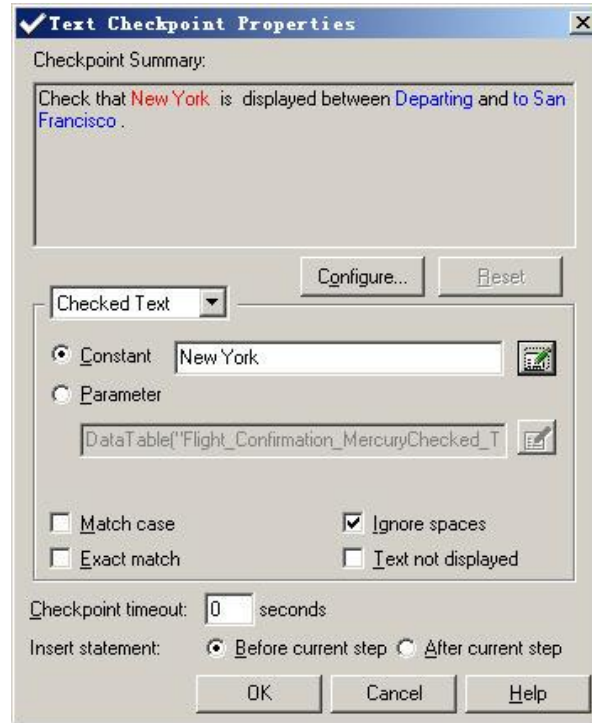 Text Checkpoint Properties
Checkpoint Summary:
Check that New York is displayed between Departing and to San
Francisco .
Configure... Reset
Checked Text
Constant New York
Parameter
DataTable("Flight_Confirmation_MercuryChecked_T
Match case Ignore spaces
Exact match Text not displayed
Checkpoint timeout: 0 seconds
Insert statement: Before current step After current step
OK Cancel Help